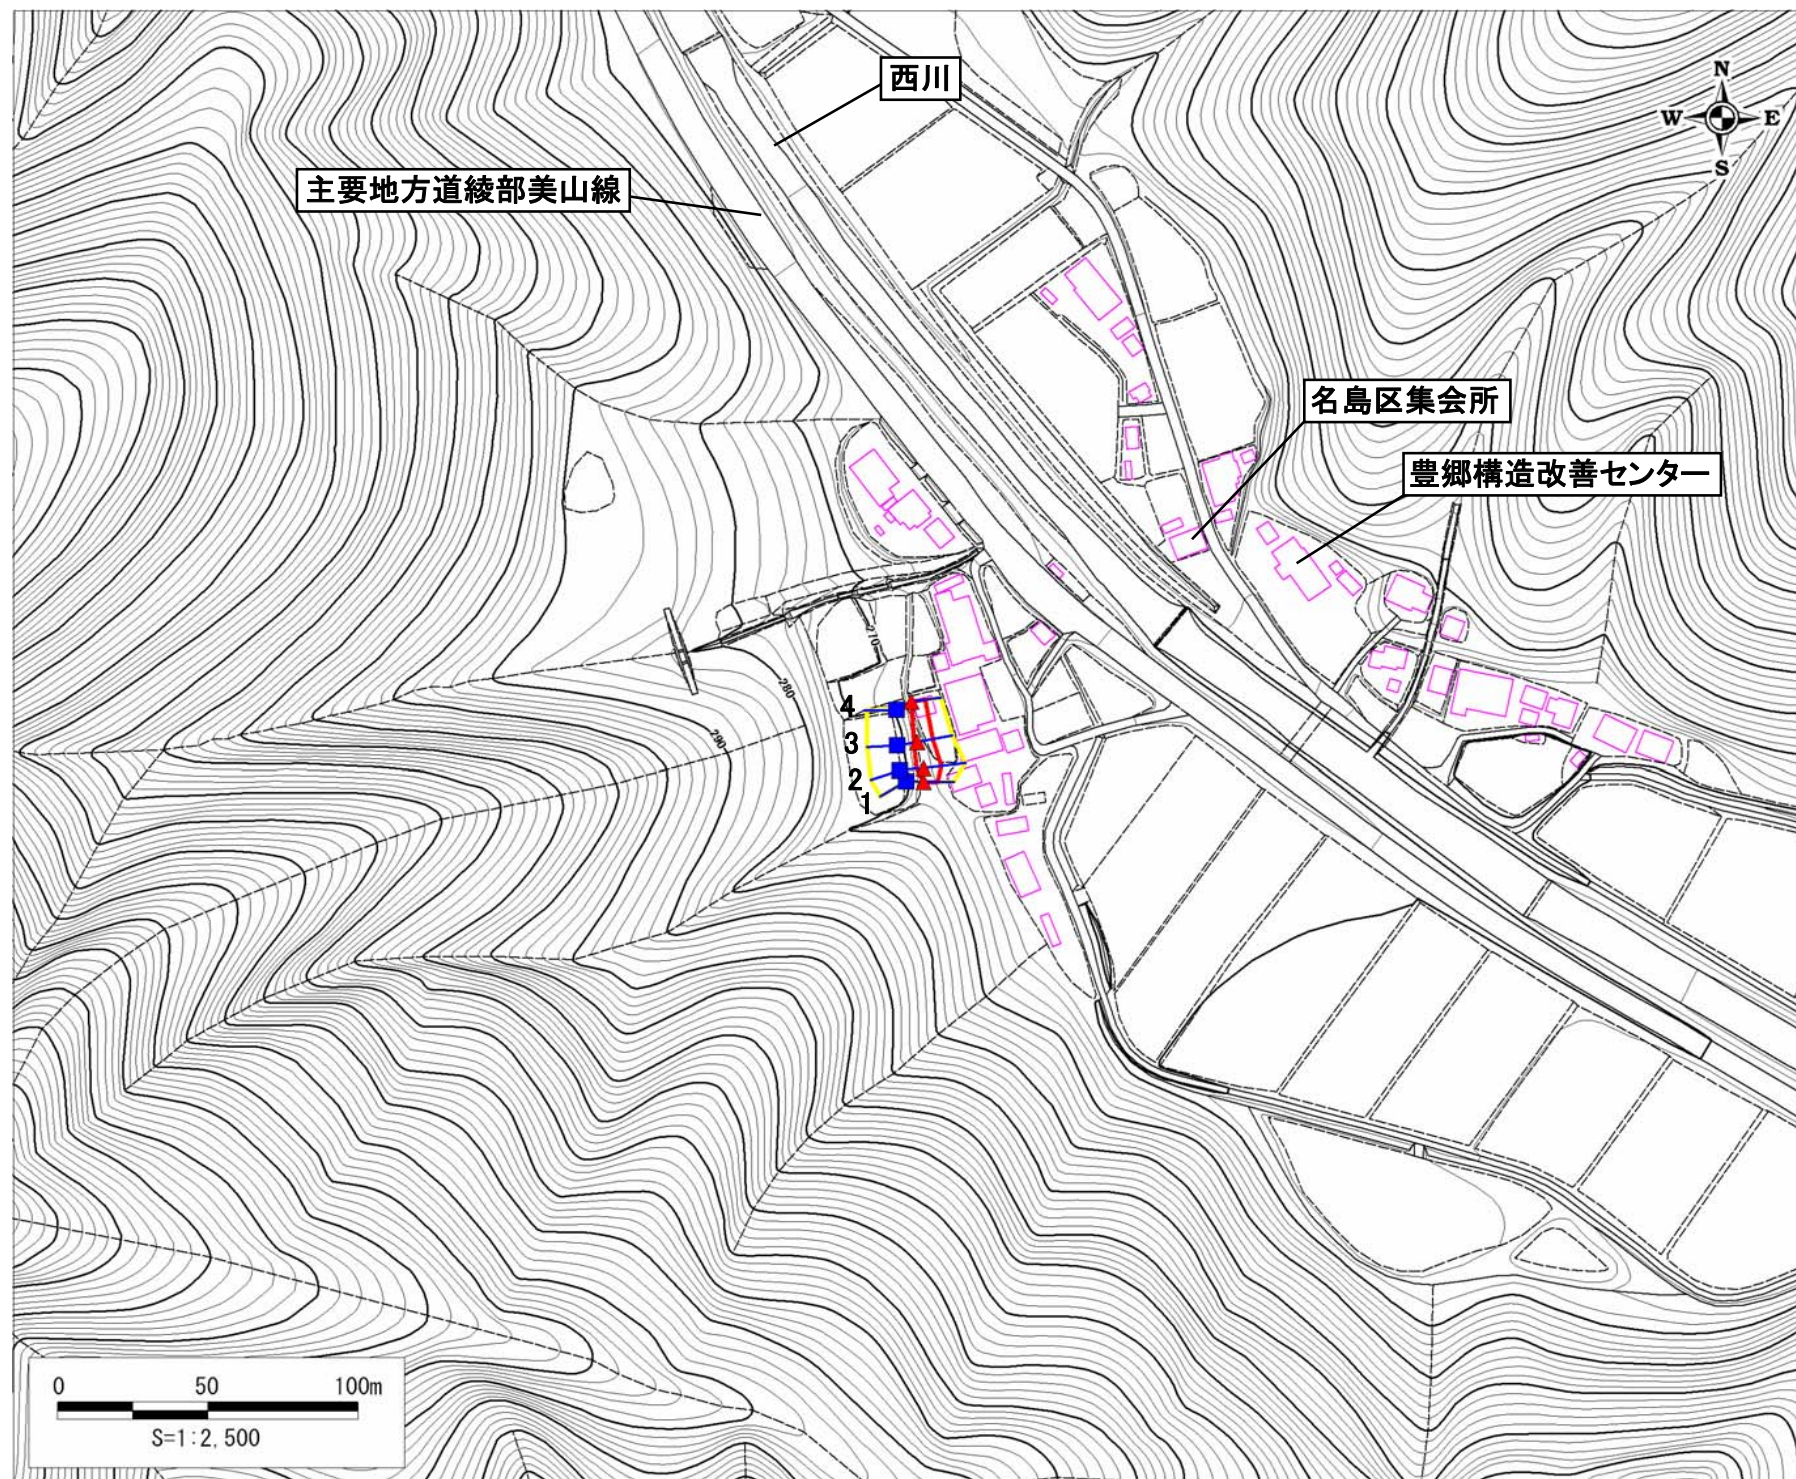 西川
N
W
E
S
主要地方道綾部美山線
名島区集会所
豊郷構造改善センター
270
280
290
4
3
2
1
0
50
100m
S=1:2,500